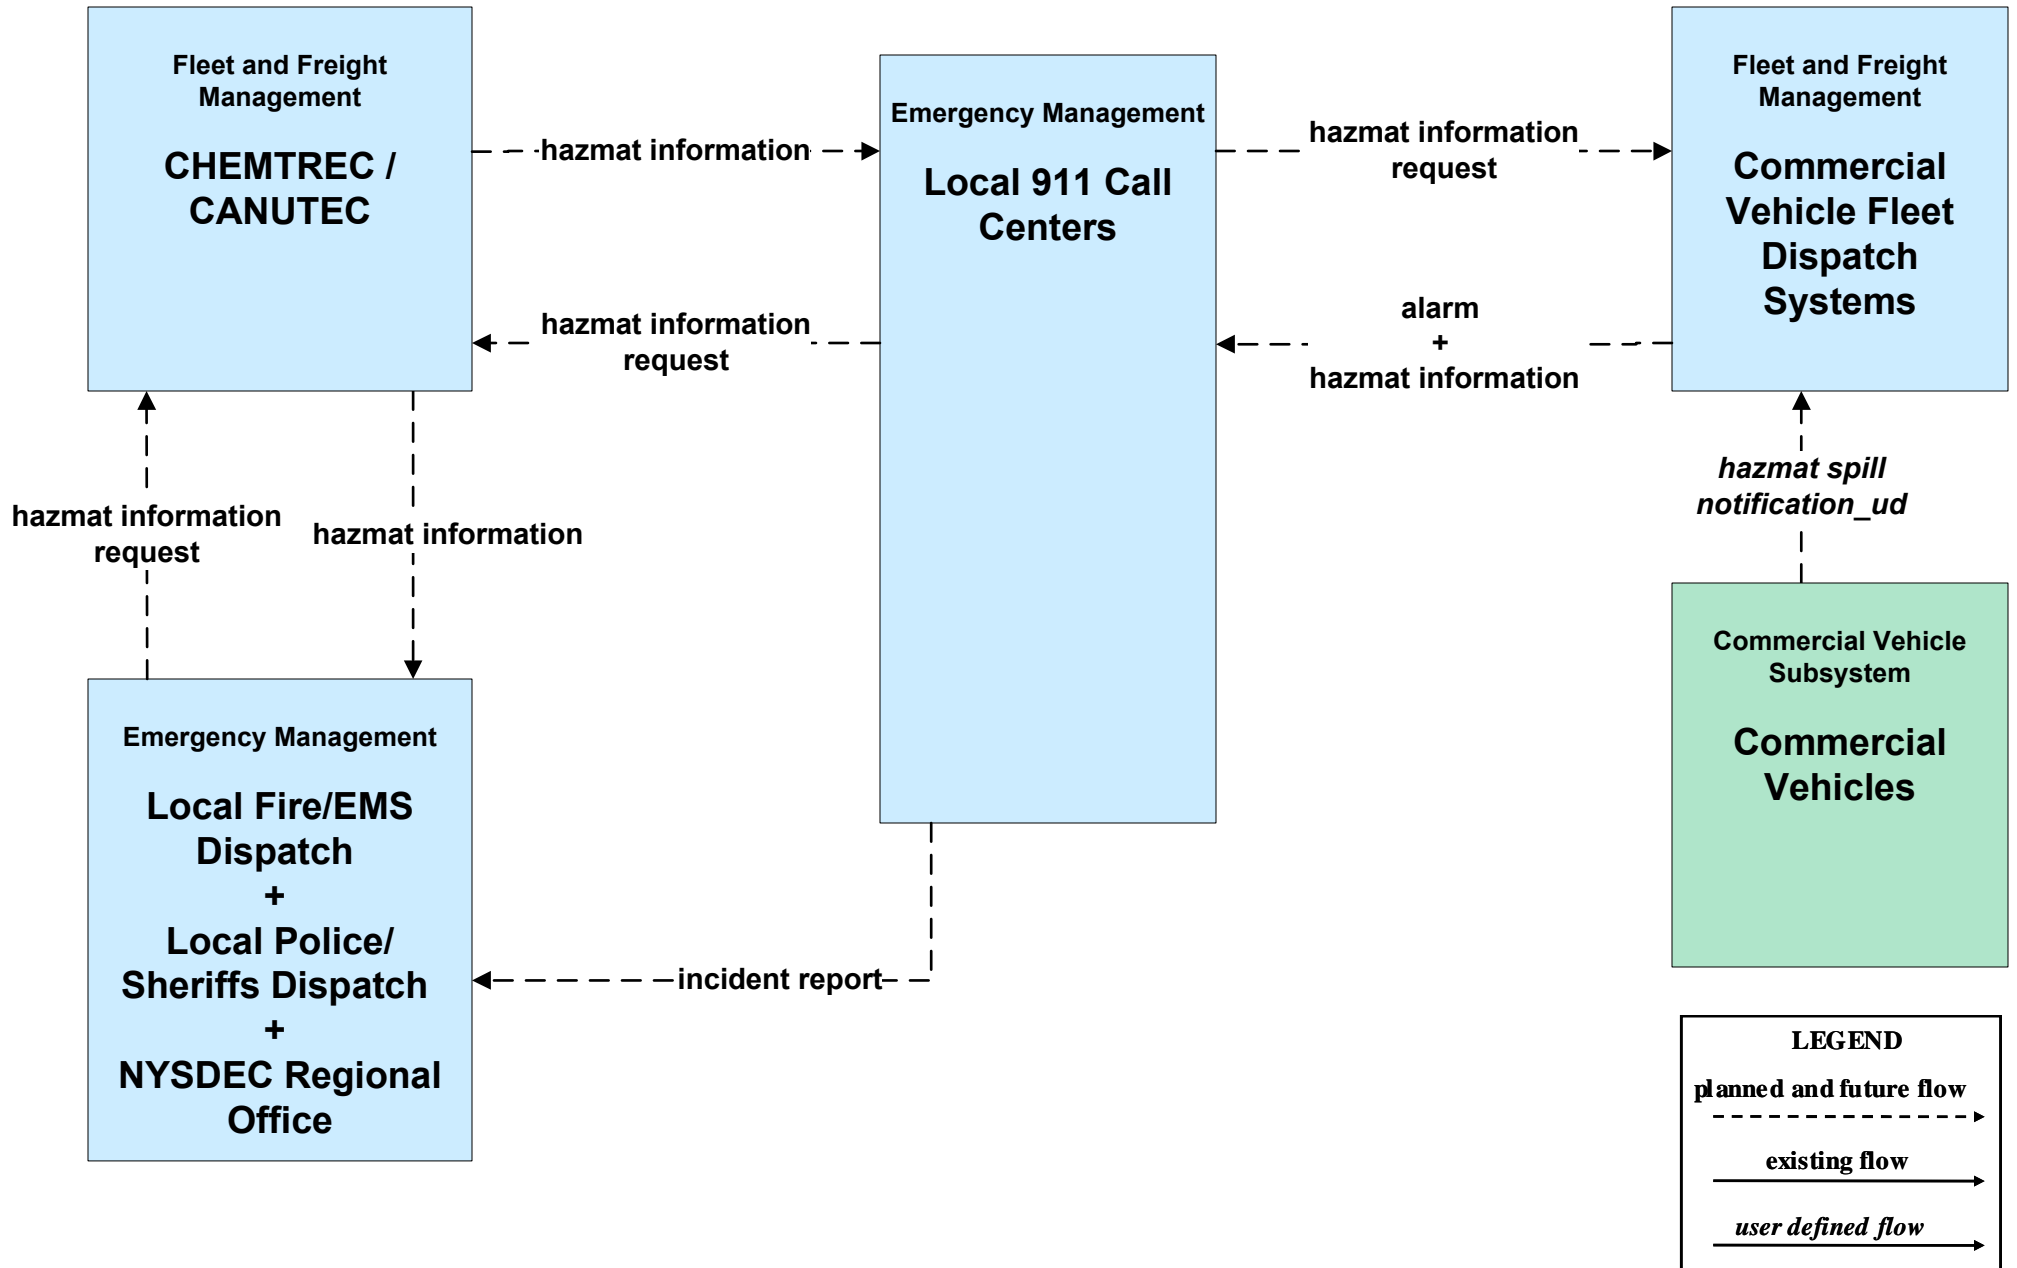 Fleet and Freight
Management
CHEMTREC /
CANUTEC
hazmat information
Emergency Management
Local 911 Call
Centers
hazmat information
request
Fleet and Freight
Management
Commercial
Vehicle Fleet
Dispatch
Systems
hazmat information
request
alarm
+
hazmat information
hazmat spill
notification_ud
hazmat information
request
hazmat information
Commercial Vehicle
Subsystem
Commercial
Vehicles
Emergency Management
Local Fire/EMS
Dispatch
+
Local Police/
Sheriffs Dispatch
+
NYSDEC Regional
Office
incident report
LEGEND
planned and future flow
existing flow
user defined flow